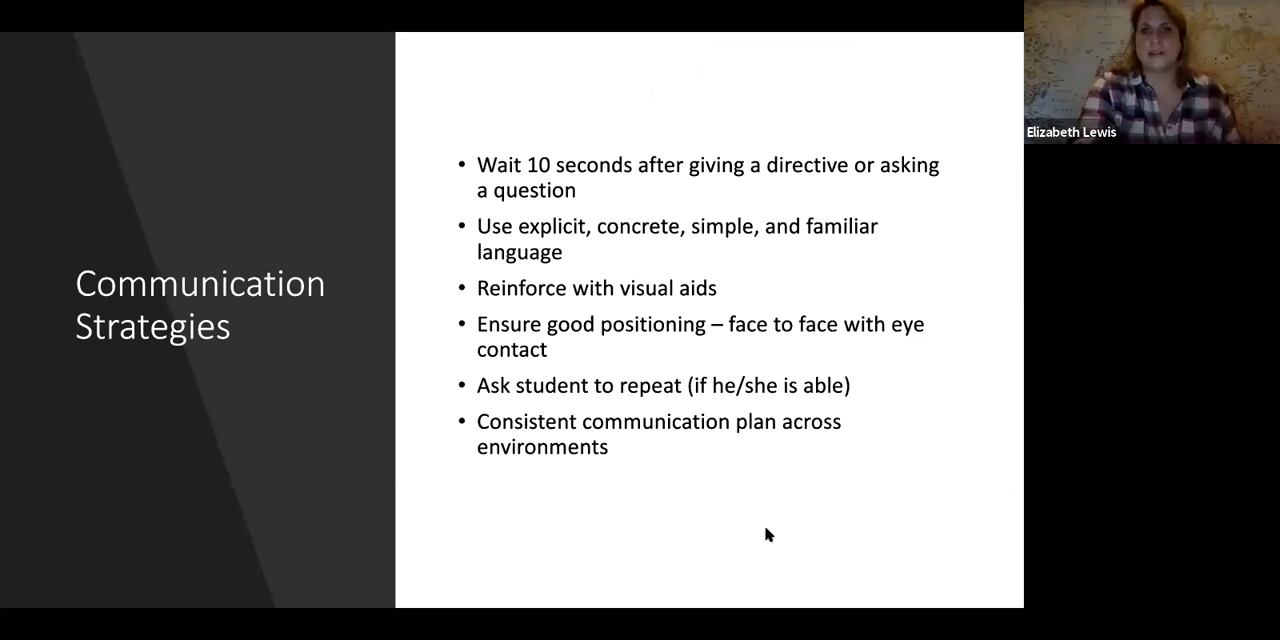 Communication
Strategies
• Wait 10 seconds after giving a directive or asking
a question
• Use explicit, concrete, simple, and familiar
language
• Reinforce with visual aids
• Ensure good positioning – face to face with eye
contact
• Ask student to repeat (if he/she is able)
• Consistent communication plan across
environments
Elizabeth Lewis